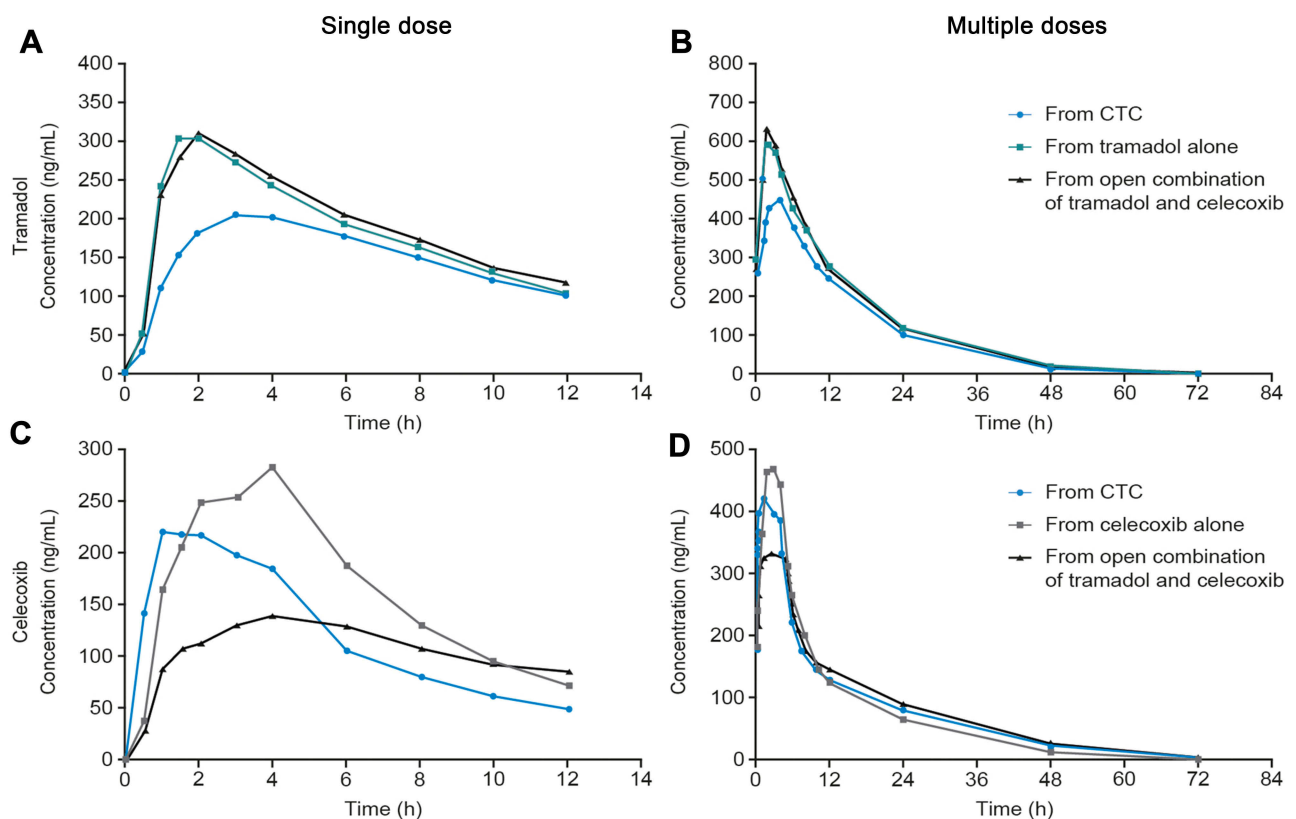 Single dose
Multiple doses
A
B
400
350
300
250
200
150
100
50
0
Tramadol
Concentration (ng/mL)
0 2 4 6 8 10 12 14
Time (h)
800
700
600
500
400
300
200
100
0
Concentration (ng/mL)
0 12 24 36 48 60 72 84
Time (h)
From CTC
From tramadol alone
From open combination
of tramadol and celecoxib
C
D
300
250
200
150
100
50
0
Celecoxib
Concentration (ng/mL)
0 2 4 6 8 10 12 14
Time (h)
500
400
300
200
100
0
Concentration (ng/mL)
0 12 24 36 48 60 72 84
Time (h)
From CTC
From celecoxib alone
From open combination
of tramadol and celecoxib